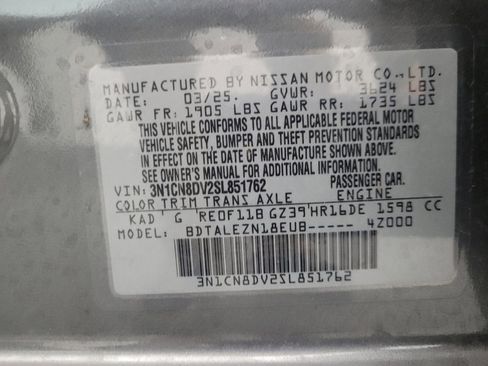 MANUFACTURED BY NISSAN MOTOR CO.,LTD.
DATE: 03/25. GVWR: 3624 LBS
GAWR FR: 1905 LBS GAWR RR: 1735 LBS
THIS VEHICLE CONFORMS TO ALL APPLICABLE FEDERAL MOTOR
VEHICLE SAFETY, BUMPER AND THEFT PREVENTION STANDARDS
IN EFFECT ON THE DATE OF MANUFACTURE SHOWN ABOVE.
SEE OWNER'S MANUAL FOR ADDITIONAL INFORMATION.
VIN: 3N1CN8DV2SL851762 PASSENGER CAR.
COLOR TRIM TRANS AXLE ENGINE
KAD G RE0F11B GZ39 HR16DE 1598 CC
MODEL: BDTALEZN18EUB----- 4Z000
3N1CN8DV2SL851762